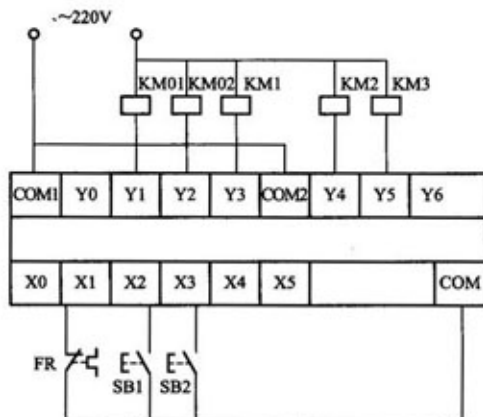 ~220V
KM01 KM02 KM1 KM2 KM3
COM1 Y0 Y1 Y2 Y3 COM2 Y4 Y5 Y6
X0 X1 X2 X3 X4 X5 COM
FR SB1 SB2